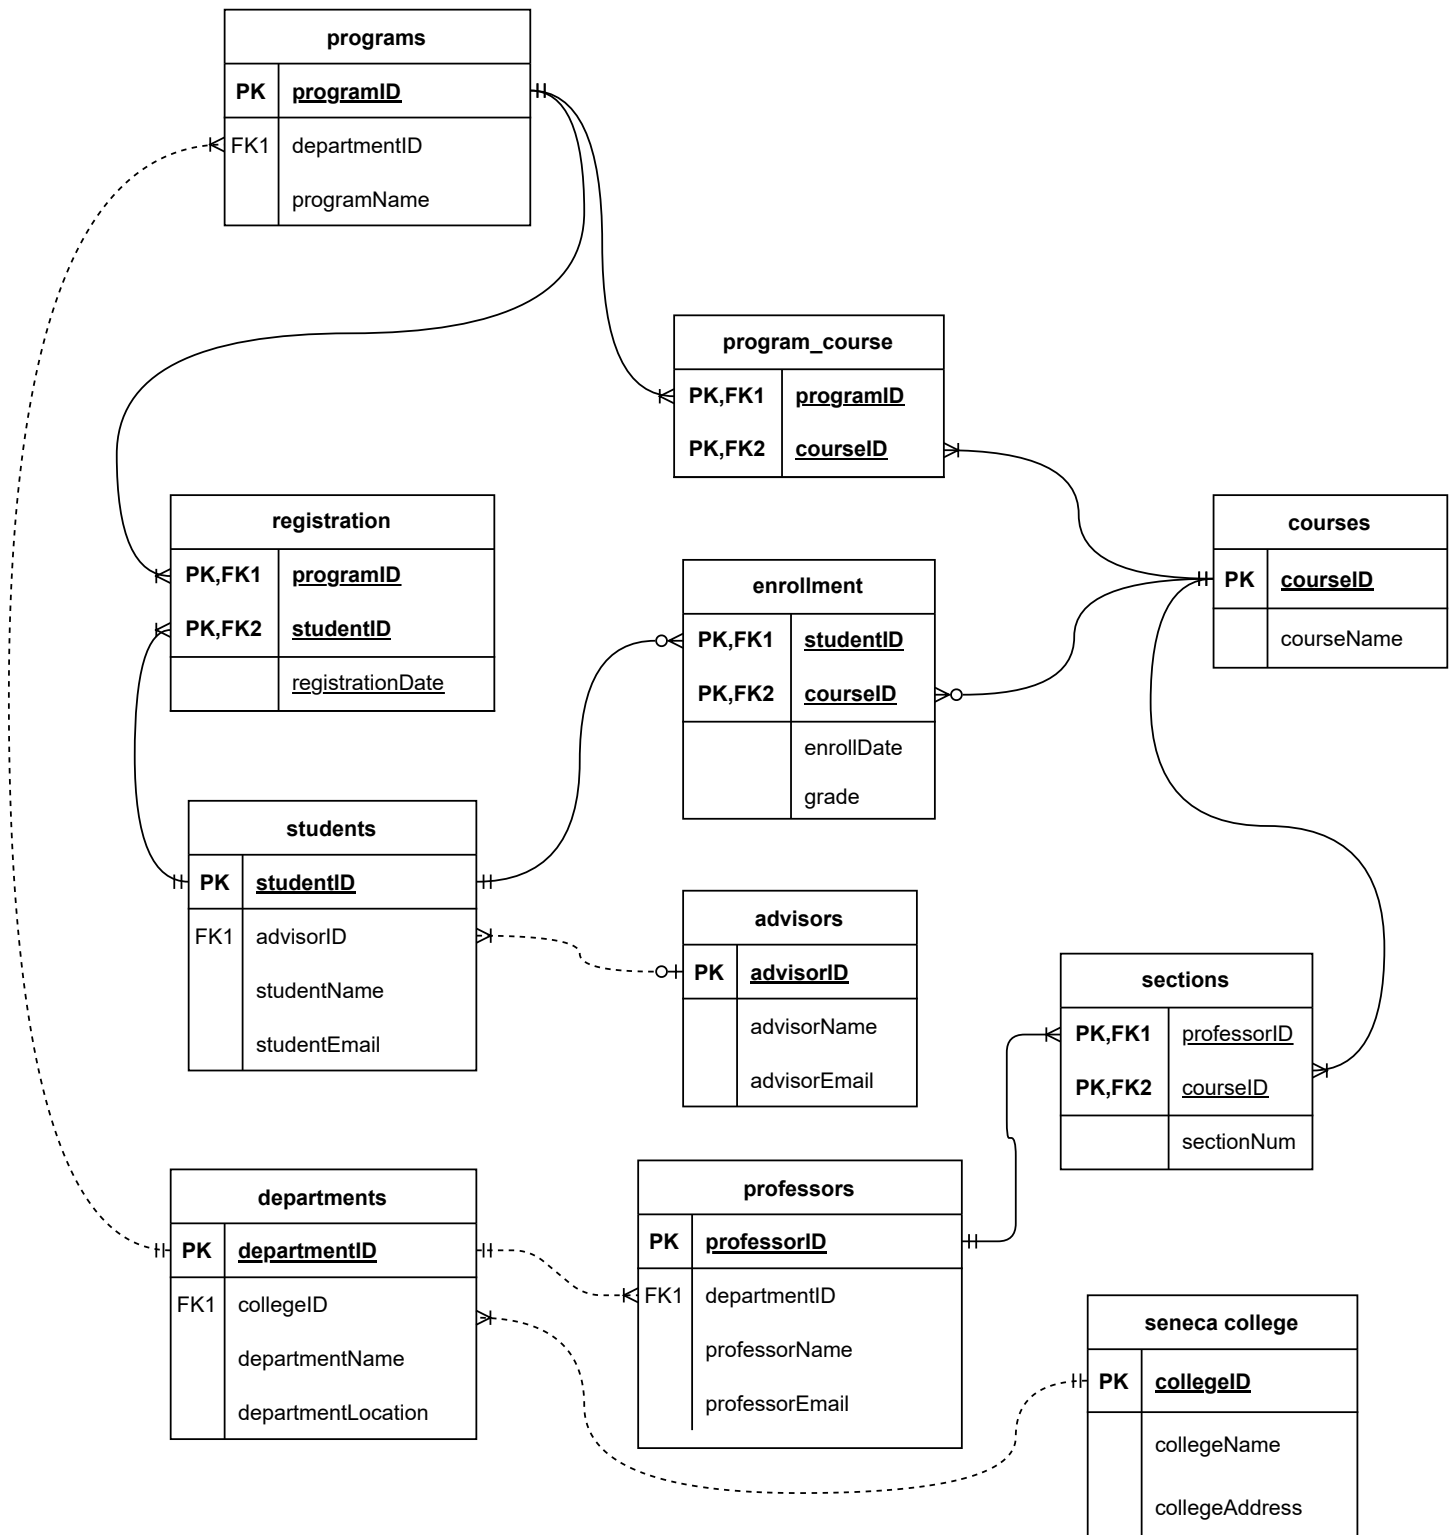 programs
PK programID
FK1 departmentID
programName
program_course
PK,FK1 programID
PK,FK2 courseID
registration
PK,FK1 programID
PK,FK2 studentID
registrationDate
courses
PK courseID
courseName
enrollment
PK,FK1 studentID
PK,FK2 courseID
enrollDate
grade
students
PK studentID
FK1 advisorID
studentName
studentEmail
advisors
PK advisorID
advisorName
advisorEmail
sections
PK,FK1 professorID
PK,FK2 courseID
sectionNum
departments
PK departmentID
FK1 collegeID
departmentName
departmentLocation
professors
PK professorID
FK1 departmentID
professorName
professorEmail
seneca college
PK collegeID
collegeName
collegeAddress